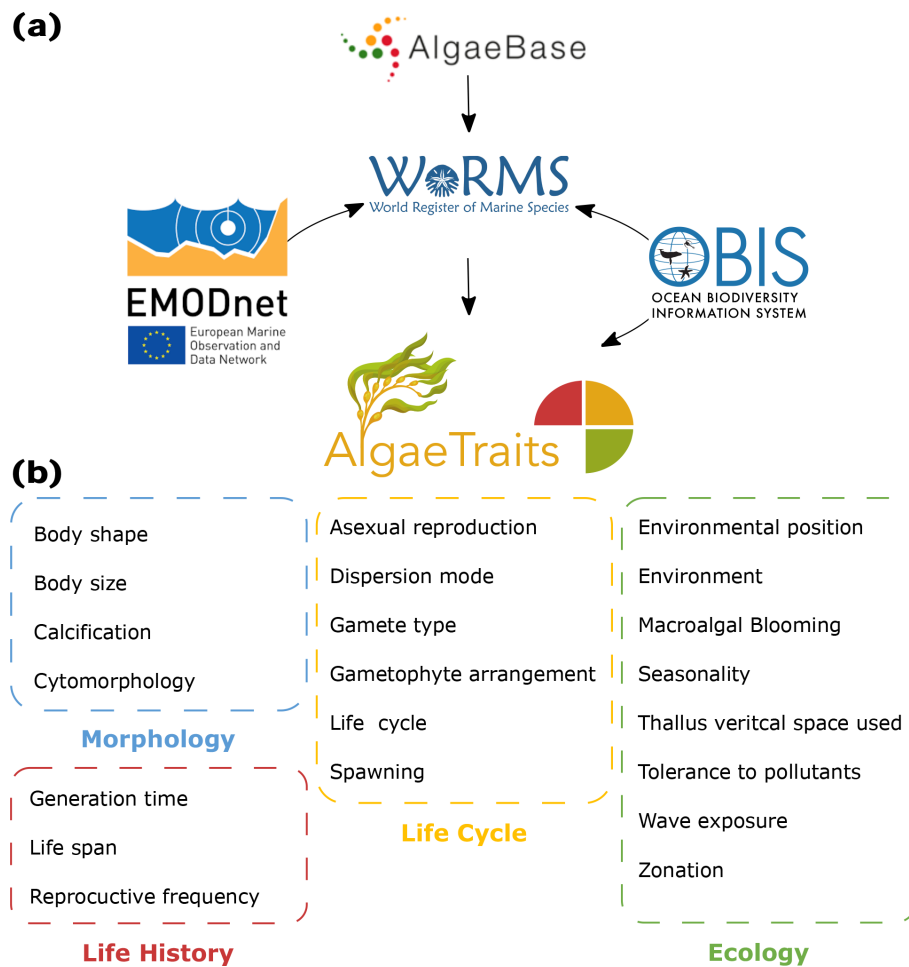 (a)
AlgaeBase
WoRMS
World Register of Marine Species
EMODnet
European Marine
Observation and
Data Network
OBIS
OCEAN BIODIVERSITY
INFORMATION SYSTEM
AlgaeTraits
(b)
Body shape
Body size
Calcification
Cytomorphology
Morphology
Generation time
Life span
Reprocuctive frequency
Life History
Asexual reproduction
Dispersion mode
Gamete type
Gametophyte arrangement
Life  cycle
Spawning
Life Cycle
Environmental position
Environment
Macroalgal Blooming
Seasonality
Thallus veritcal space used
Tolerance to pollutants
Wave exposure
Zonation
Ecology